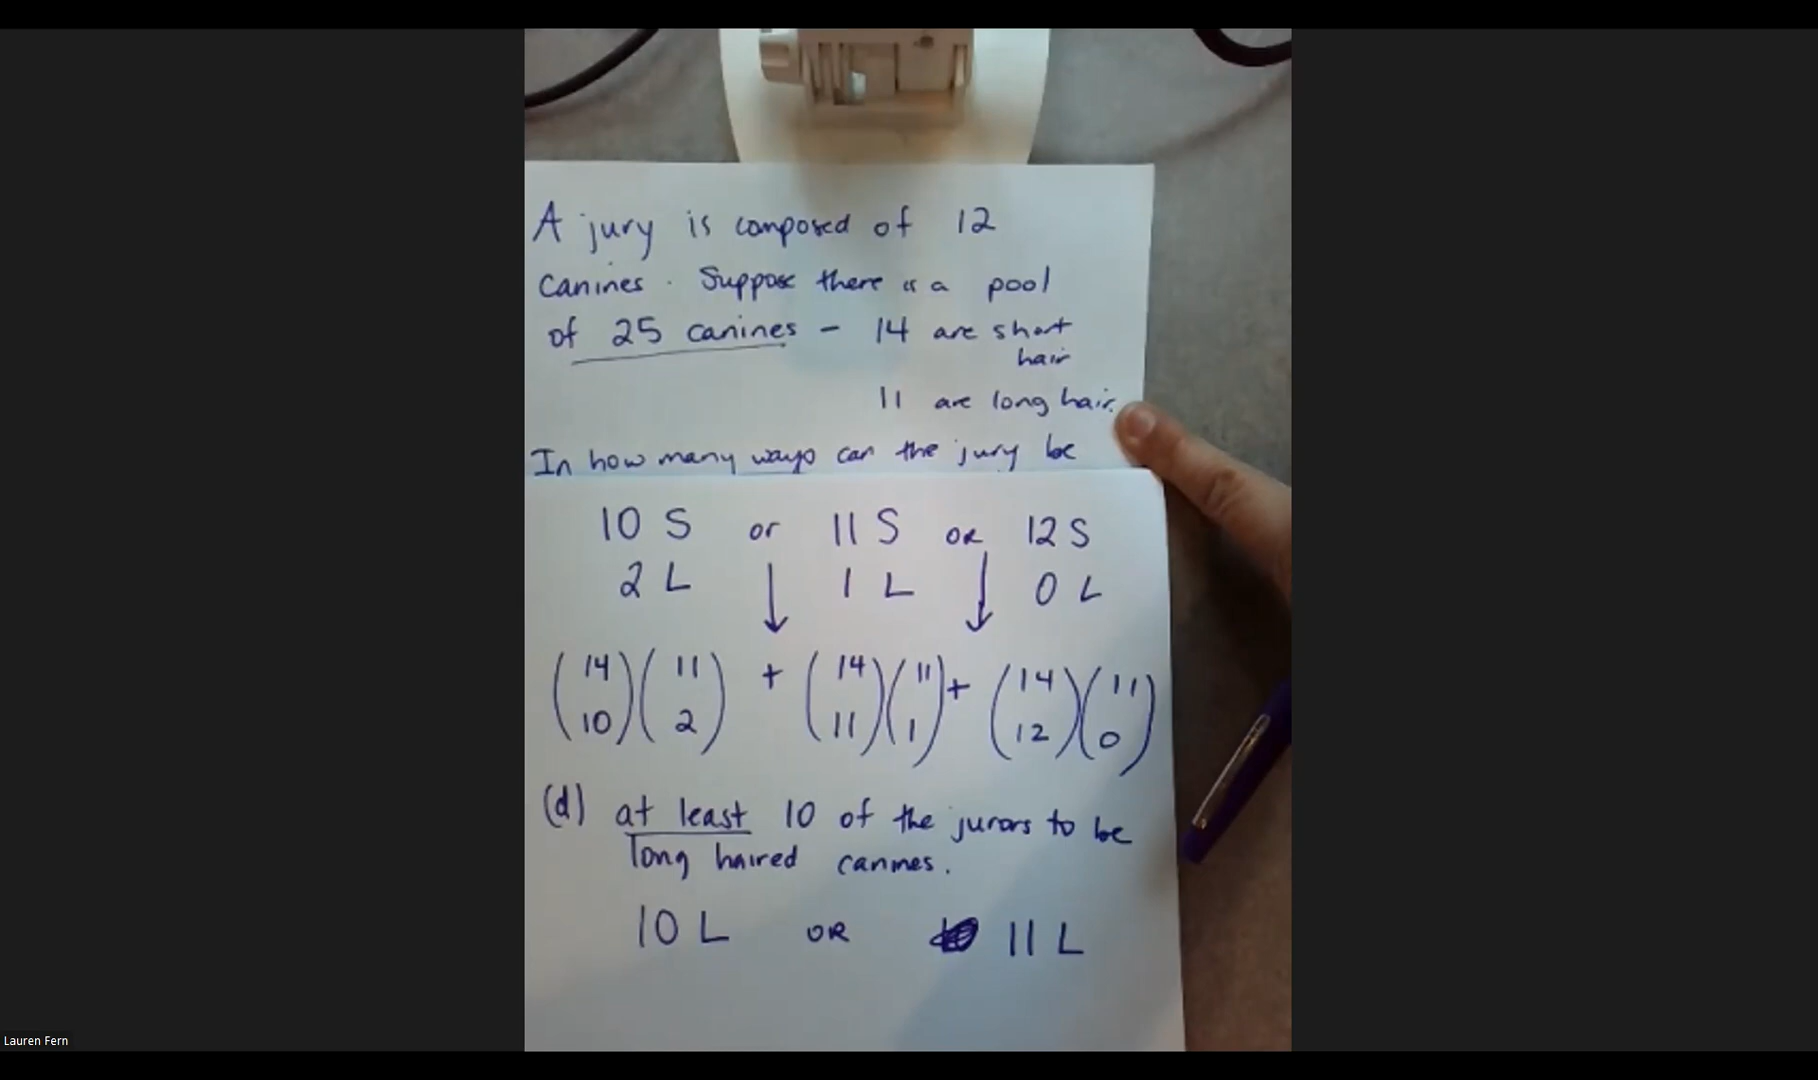 A jury is composed of 12
canines. Suppose there is a pool
of 25 canines - 14 are short
hair
11 are long hair.
In how many ways can the jury be
10 S or 11 S OR 12 S
2 L 1 L 0 L
(14 10)(11 2) + (14 11)(11 1) + (14 12)(11 0)
(d) at least 10 of the jurors to be
long haired canines.
10 L OR 11 L
Lauren Fern